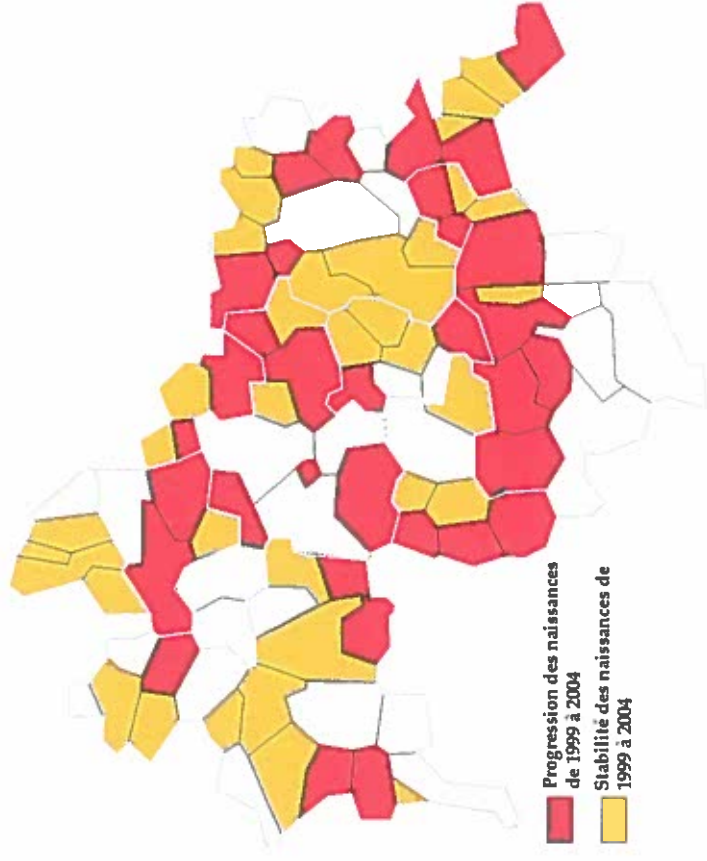 Progression des naissances
de 1999 à 2004
Stabilité des naissances de
1999 à 2004